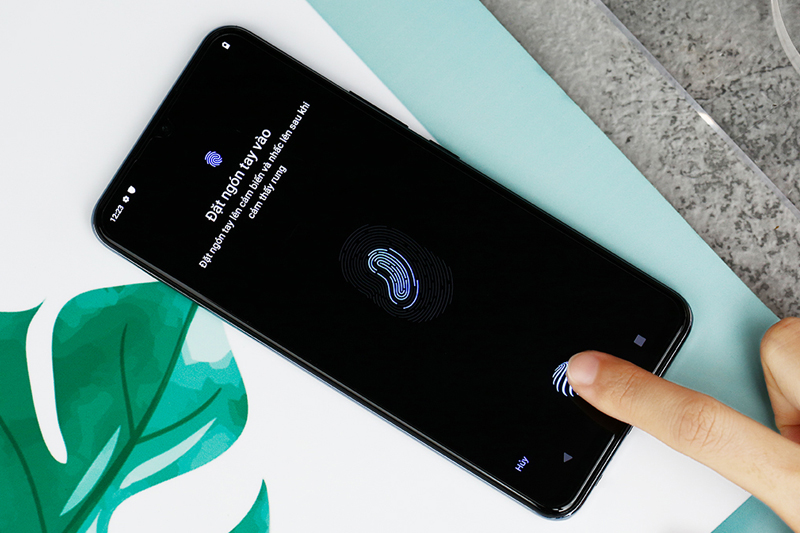 12:23
Đặt ngón tay vào
Đặt ngón tay lên cảm biến và nhấc lên sau khi
cảm thấy rung
Hủy